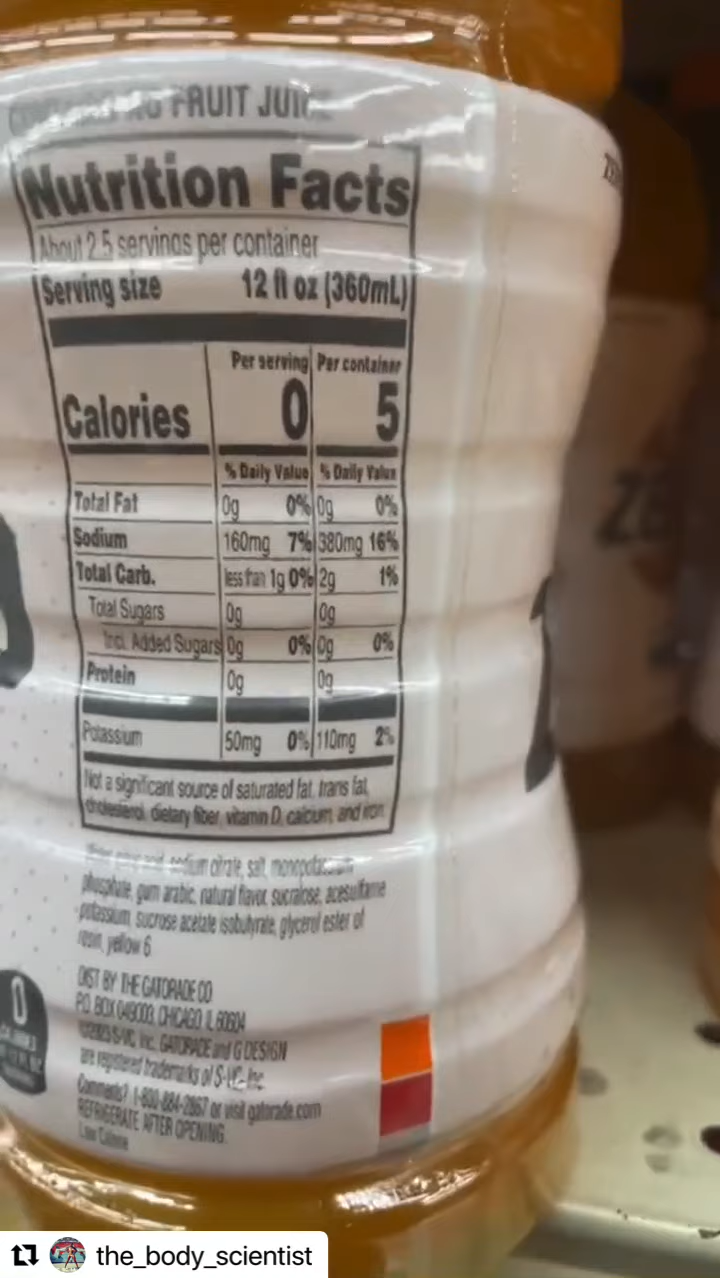 NO FRUIT JUICE
Nutrition Facts
About 2.5 servings per container
Serving size 12 fl oz (360mL)
Per serving Per container
Calories 0 5
% Daily Value % Daily Value
Total Fat 0g 0% 0g 0%
Sodium 160mg 7% 380mg 16%
Total Carb. less than 1g 0% 2g 1%
Total Sugars 0g 0g
Incl. Added Sugars 0g 0% 0g 0%
Protein 0g 0g
Potassium 50mg 0% 110mg 2%
Not a significant source of saturated fat, trans fat,
cholesterol, dietary fiber, vitamin D, calcium, and iron.
sodium citrate, salt, monopotassium
phosphate, gum arabic, natural flavor, sucralose, acesulfame
potassium, sucrose acetate isobutyrate, glycerol ester of
rosin, yellow 6
DIST BY THE GATORADE CO
P.O. BOX 049003, CHICAGO IL 60604
S-VC, Inc. GATORADE and G DESIGN
are registered trademarks of S-VC, Inc.
Comments? 1-800-884-2867 or visit gatorade.com
REFRIGERATE AFTER OPENING.
Low Calorie
0
ZE
the_body_scientist